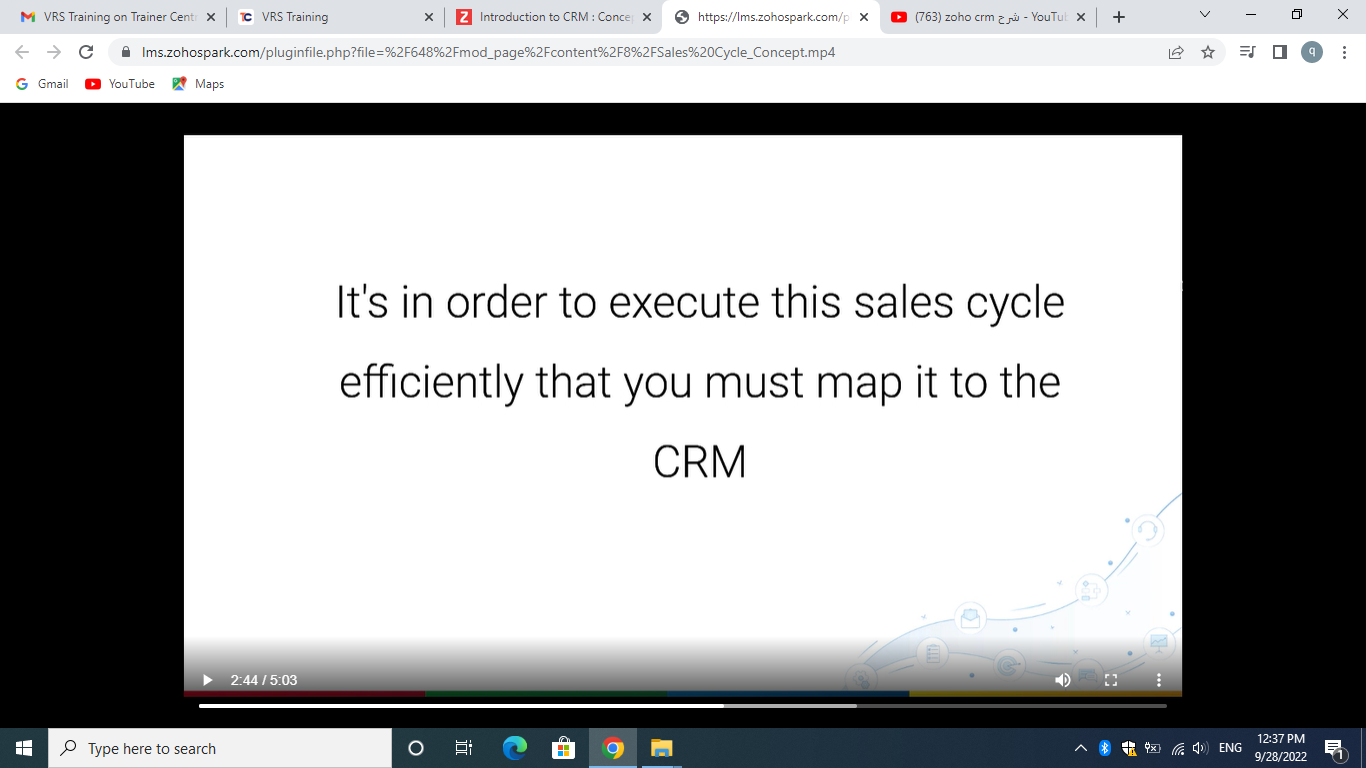 VRS Training on Trainer Cent
VRS Training
Introduction to CRM : Conce
https://lms.zohospark.com/p
(763) zoho crm شرح - YouTu
lms.zohospark.com/pluginfile.php?file=%2F648%2Fmod_page%2Fcontent%2F8%2FSales%20Cycle_Concept.mp4
q
Gmail
YouTube
Maps
It's in order to execute this sales cycle
efficiently that you must map it to the
CRM
2:44 / 5:03
Type here to search
ENG
12:37 PM
9/28/2022
1